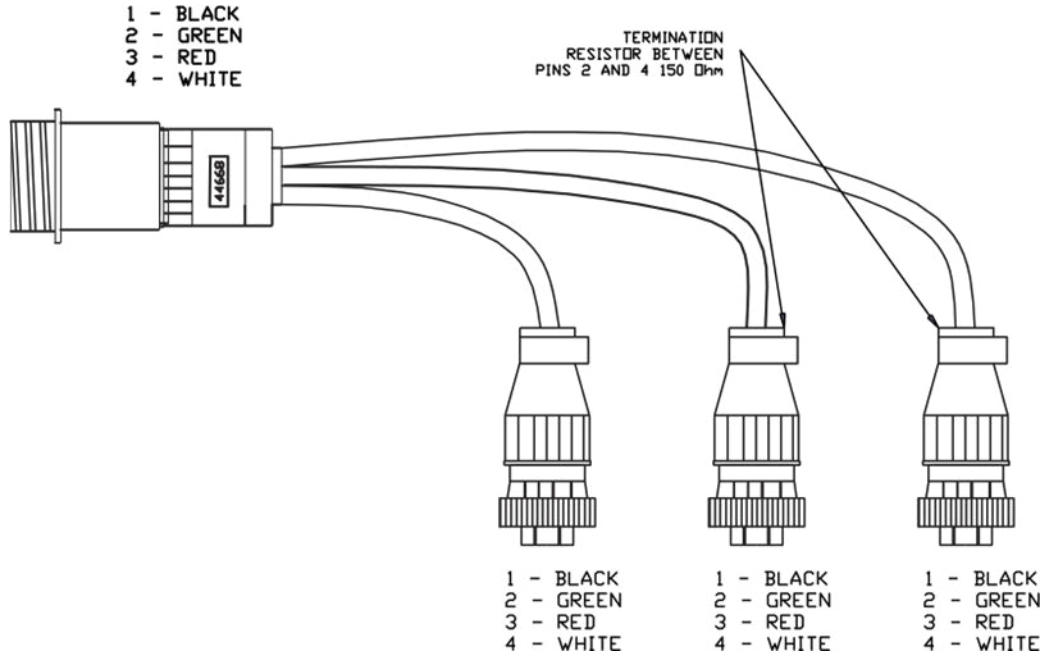 1 - BLACK
2 - GREEN
3 - RED
4 - WHITE
TERMINATION
RESISTOR BETWEEN
PINS 2 AND 4 150 Ohm
44668
1 - BLACK
2 - GREEN
3 - RED
4 - WHITE
1 - BLACK
2 - GREEN
3 - RED
4 - WHITE
1 - BLACK
2 - GREEN
3 - RED
4 - WHITE